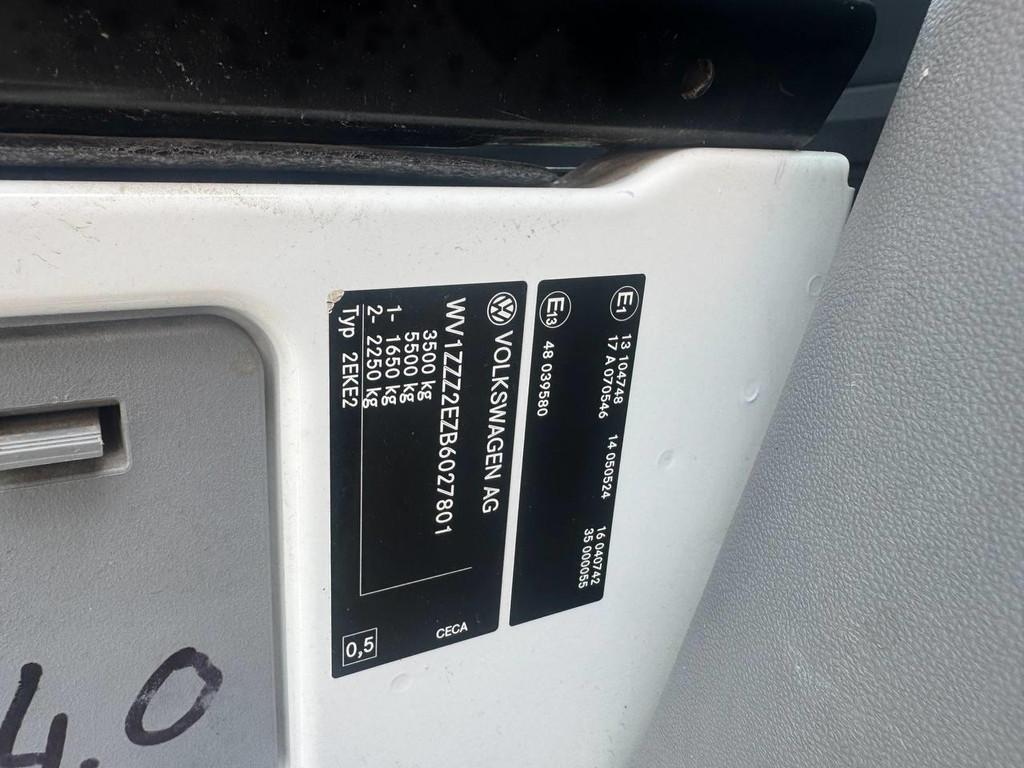 VOLKSWAGEN AG
WV1ZZZ2EZB6027801
3500 kg
5500 kg
1- 1650 kg
2- 2250 kg
Typ 2EKE2
CECA
0,5
E1
13 104748 14 050524 16 040742
17 A 070546 35 000055
E13
48 039580
4.0